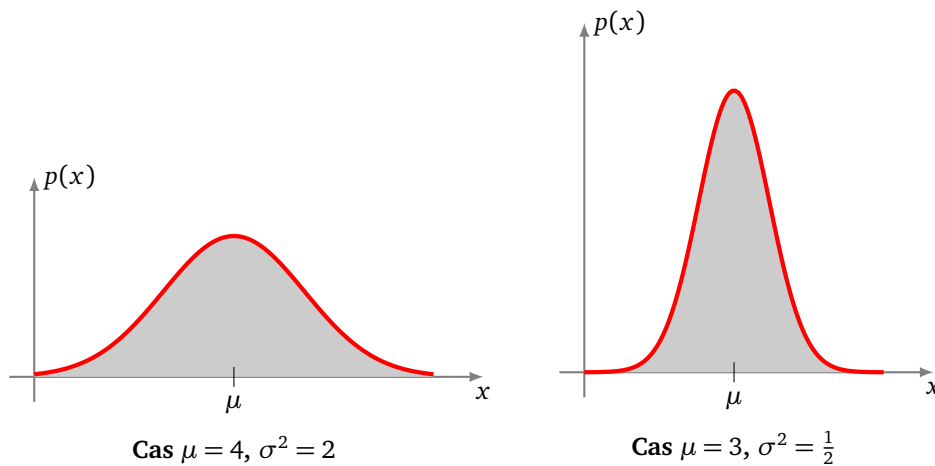 p(x)
x
μ
Cas μ = 4, σ² = 2
p(x)
x
μ
Cas μ = 3, σ² = ½